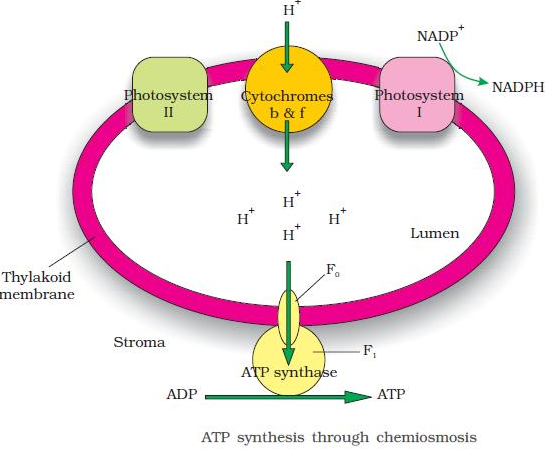 H+
NADP+
NADPH
Photosystem
II
Cytochromes
b & f
Photosystem
I
H+
H+
H+
H+
Lumen
Thylakoid
membrane
F0
Stroma
F1
ATP synthase
ADP
ATP
ATP synthesis through chemiosmosis